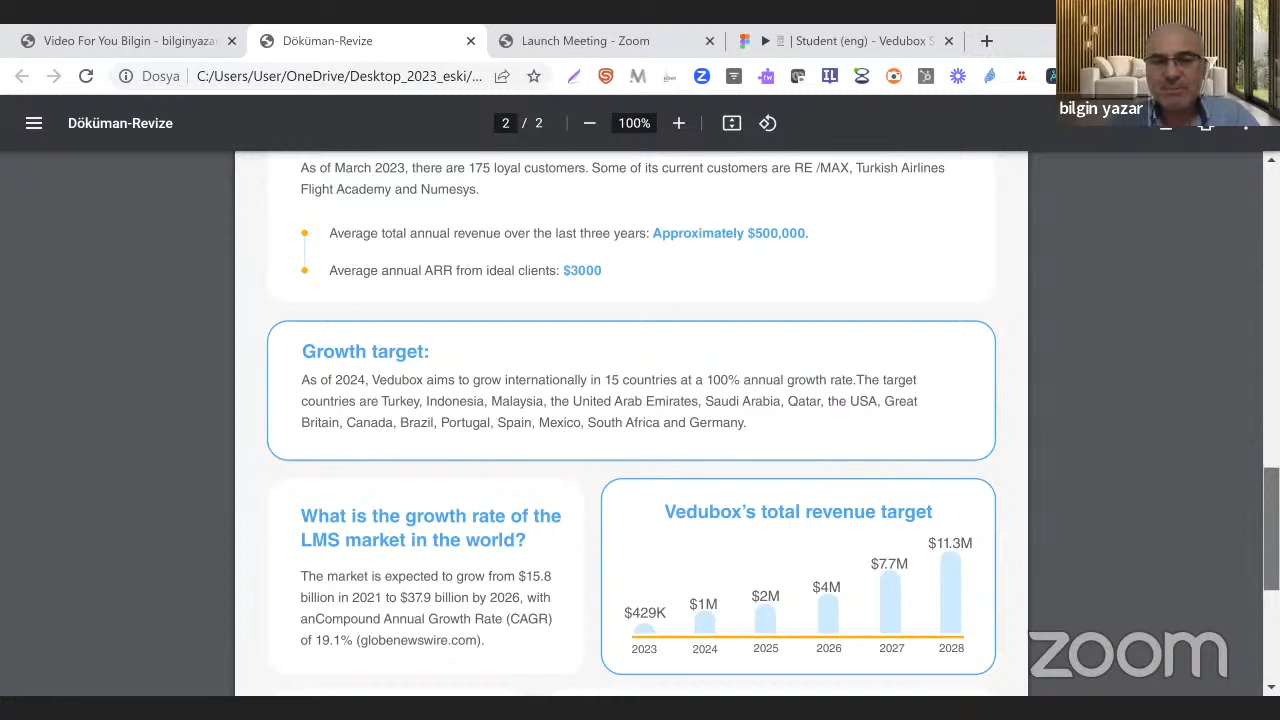 Video For You Bilgin - bilginyazar
Döküman-Revize
Launch Meeting - Zoom
| Student (eng) - Vedubox S
Dosya
C:/Users/User/OneDrive/Desktop_2023_eski/...
bilgin yazar
Döküman-Revize
2 / 2
100%
As of March 2023, there are 175 loyal customers. Some of its current customers are RE /MAX, Turkish Airlines
Flight Academy and Numesys.
Average total annual revenue over the last three years: Approximately $500,000.
Average annual ARR from ideal clients: $3000
Growth target:
As of 2024, Vedubox aims to grow internationally in 15 countries at a 100% annual growth rate.The target
countries are Turkey, Indonesia, Malaysia, the United Arab Emirates, Saudi Arabia, Qatar, the USA, Great
Britain, Canada, Brazil, Portugal, Spain, Mexico, South Africa and Germany.
What is the growth rate of the
LMS market in the world?
The market is expected to grow from $15.8
billion in 2021 to $37.9 billion by 2026, with
anCompound Annual Growth Rate (CAGR)
of 19.1% (globenewswire.com).
Vedubox's total revenue target
$429K
$1M
$2M
$4M
$7.7M
$11.3M
2023
2024
2025
2026
2027
2028
zoom